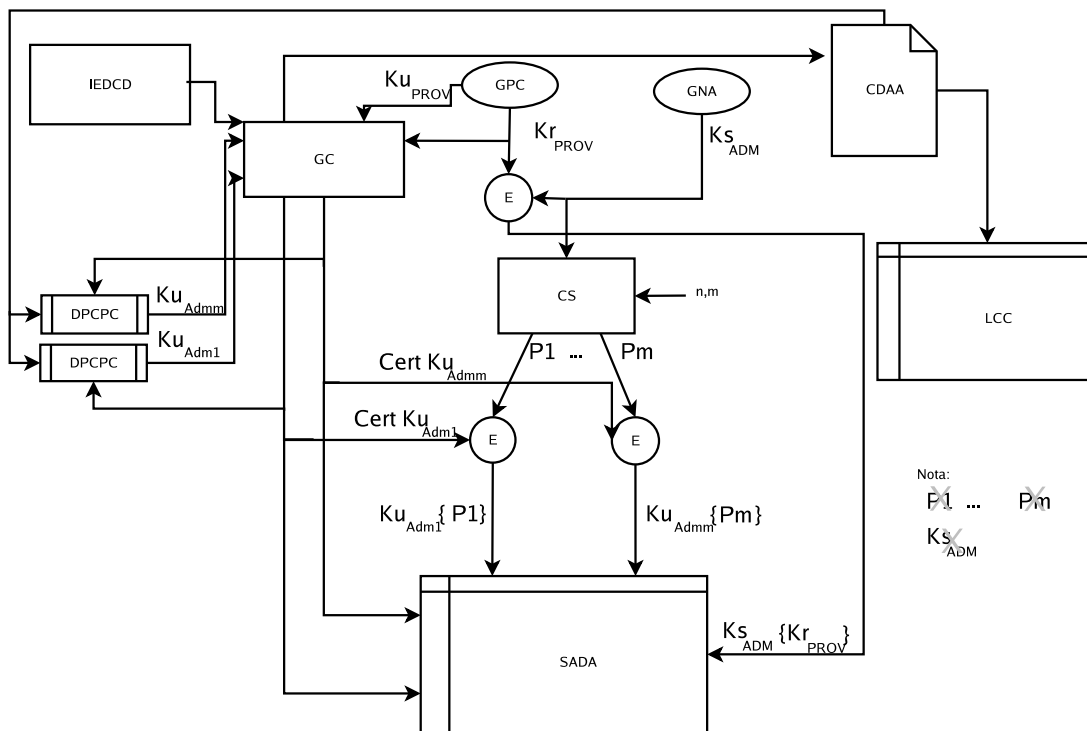 IEDCD
Ku PROV
GPC
GNA
CDAA
GC
Kr PROV
Ks ADM
E
CS
n,m
Ku Admm
DPCPC
Ku Adm1
DPCPC
LCC
P1 ... Pm
Cert Ku Admm
Cert Ku Adm1
E
E
Nota:
P1 ... Pm
Ks ADM
Ku Adm1 { P1}
Ku Admm {Pm}
Ks ADM {Kr PROV }
SADA